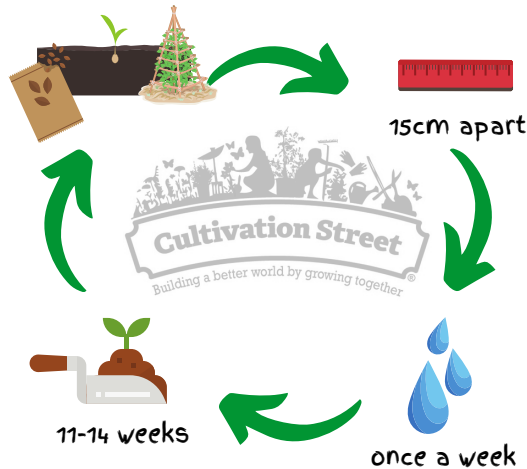 15cm apart
Cultivation Street
Building a better world by growing together®
11-14 weeks
once a week